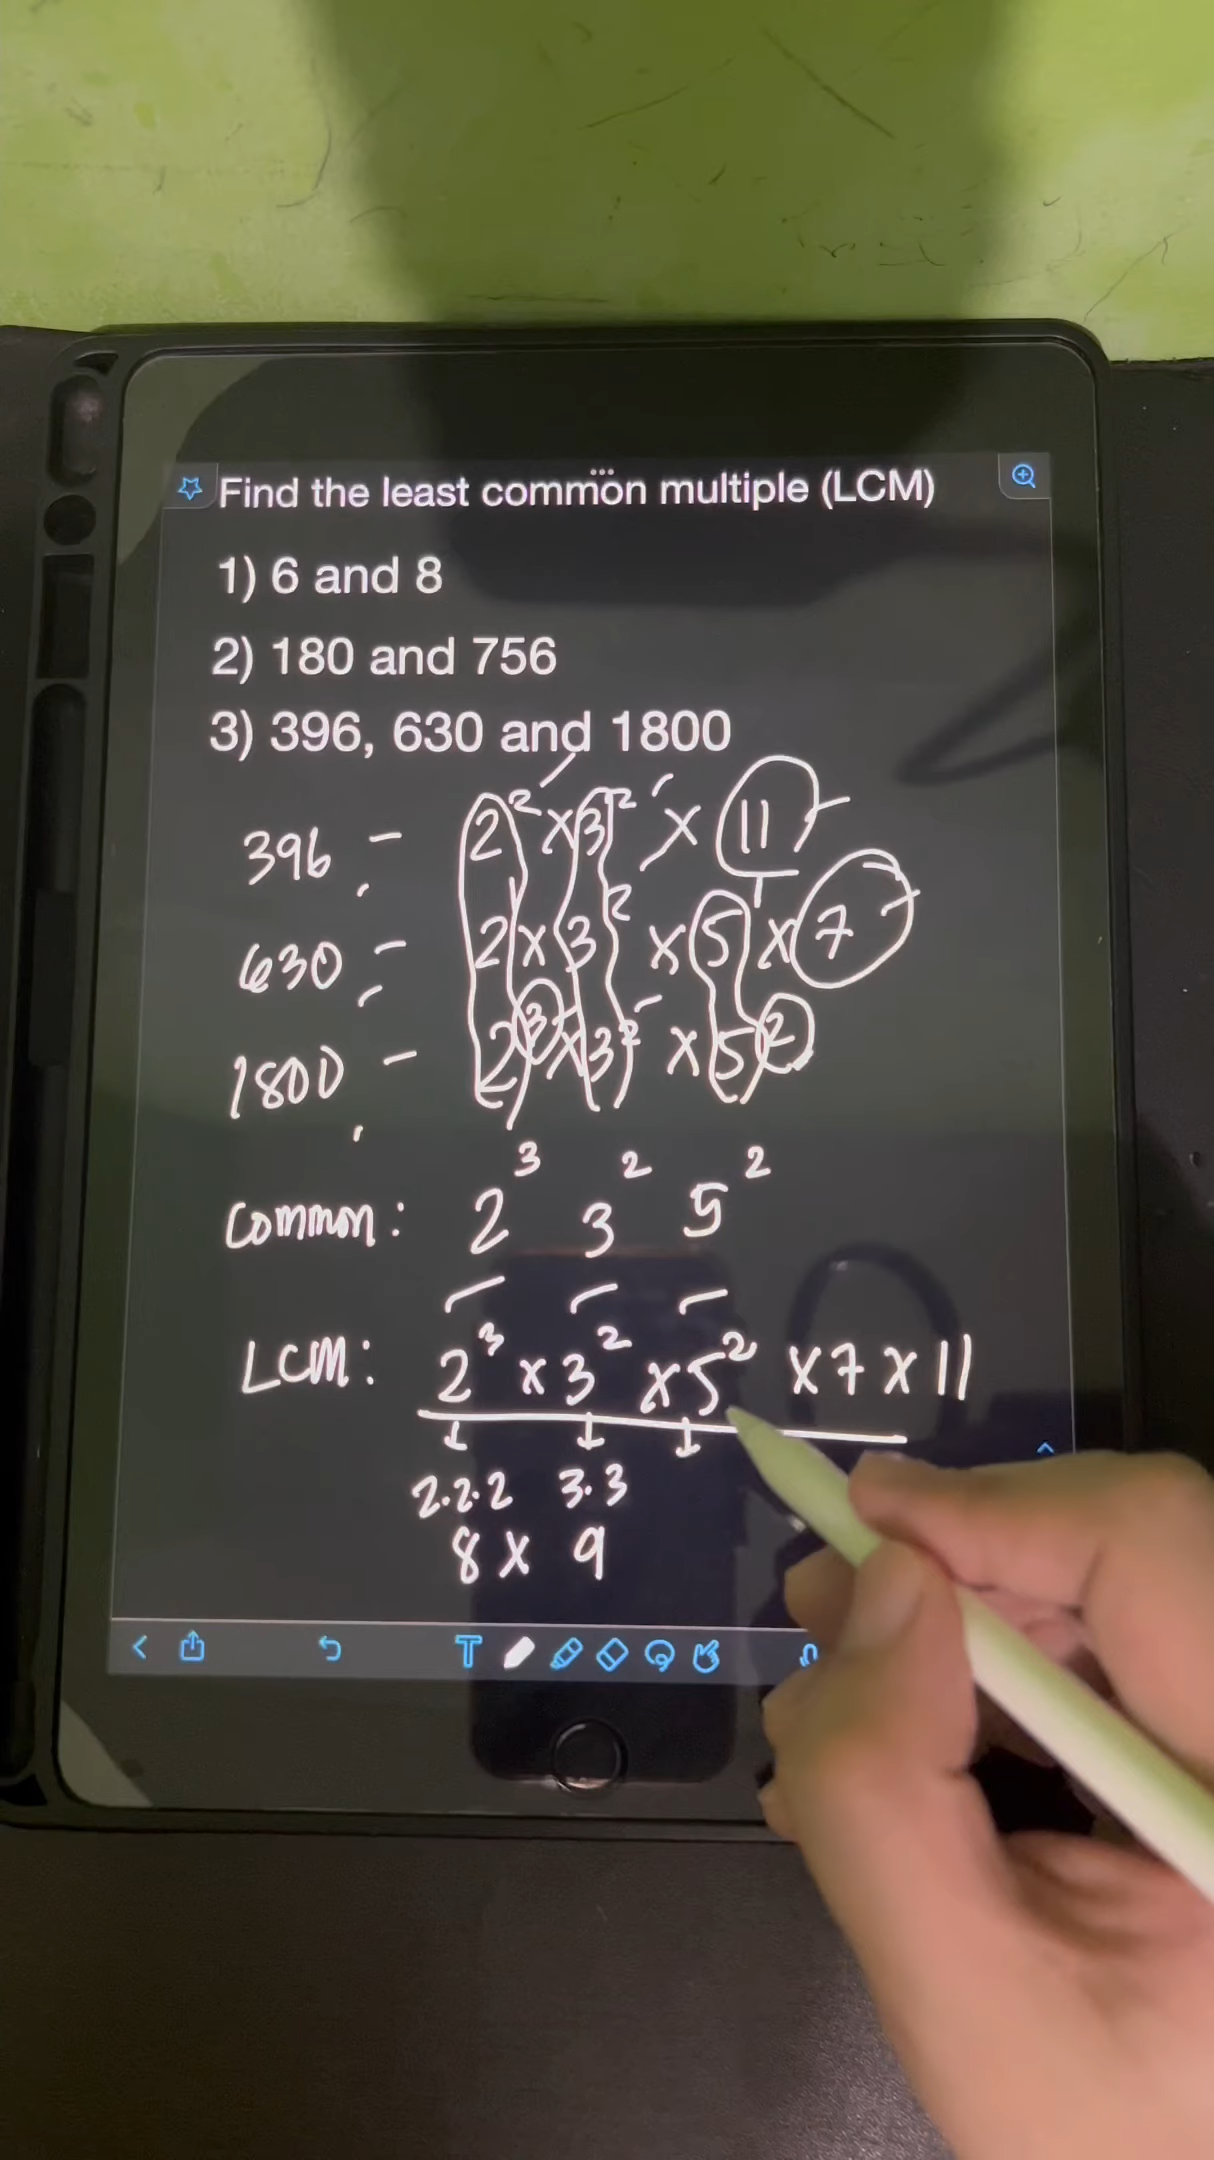 Find the least common multiple (LCM)
1) 6 and 8
2) 180 and 756
3) 396, 630 and 1800
396 - 2² x 3² x 11
630 - 2 x 3² x 5 x 7
1800 - 2³ x 3² x 5²
Common: 2³ 3² 5²
LCM: 2³ x 3² x 5² x 7 x 11
2.2.2 3.3
8 x 9
T